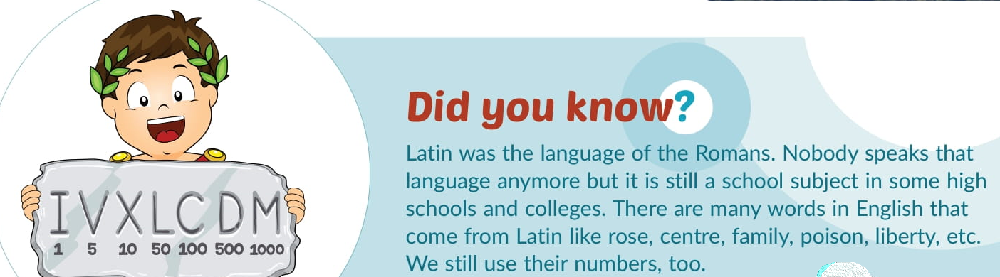 Did you know?
Latin was the language of the Romans. Nobody speaks that
language anymore but it is still a school subject in some high
schools and colleges. There are many words in English that
come from Latin like rose, centre, family, poison, liberty, etc.
We still use their numbers, too.
I V X L C D M
1 5 10 50 100 500 1000